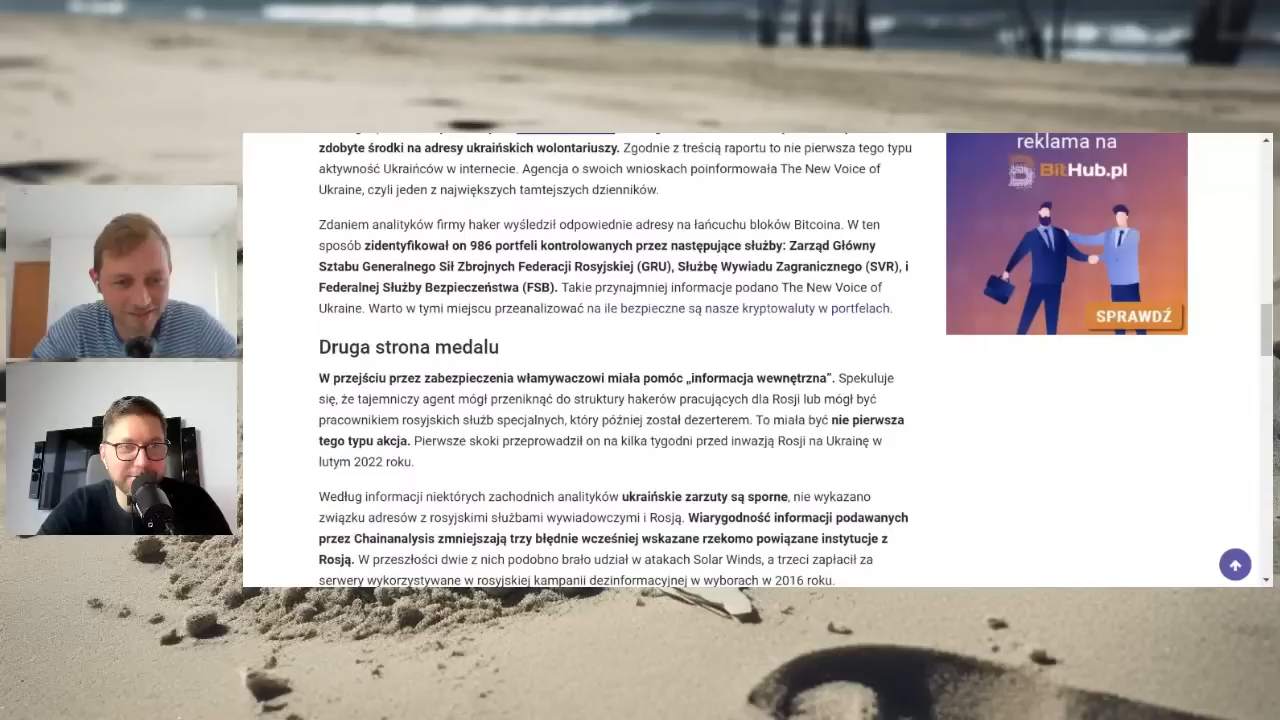 zdobyte środki na adresy ukraińskich wolontariuszy. Zgodnie z treścią raportu to nie pierwsza tego typu
aktywność Ukraińców w internecie. Agencja o swoich wnioskach poinformowała The New Voice of
Ukraine, czyli jeden z największych tamtejszych dzienników.
Zdaniem analityków firmy haker wyśledził odpowiednie adresy na łańcuchu bloków Bitcoina. W ten
sposób zidentyfikował on 986 portfeli kontrolowanych przez następujące służby: Zarząd Główny
Sztabu Generalnego Sił Zbrojnych Federacji Rosyjskiej (GRU), Służbę Wywiadu Zagranicznego (SVR), i
Federalnej Służby Bezpieczeństwa (FSB). Takie przynajmniej informacje podano The New Voice of
Ukraine. Warto w tymi miejscu przeanalizować na ile bezpieczne są nasze kryptowaluty w portfelach.
Druga strona medalu
W przejściu przez zabezpieczenia włamywaczowi miała pomóc „informacja wewnętrzna”. Spekuluje
się, że tajemniczy agent mógł przeniknąć do struktury hakerów pracujących dla Rosji lub mógł być
pracownikiem rosyjskich służb specjalnych, który później został dezerterem. To miała być nie pierwsza
tego typu akcja. Pierwsze skoki przeprowadził on na kilka tygodni przed inwazją Rosji na Ukrainę w
lutym 2022 roku.
Według informacji niektórych zachodnich analityków ukraińskie zarzuty są sporne, nie wykazano
związku adresów z rosyjskimi służbami wywiadowczymi i Rosją. Wiarygodność informacji podawanych
przez Chainanalysis zmniejszają trzy błędnie wcześniej wskazane rzekomo powiązane instytucje z
Rosją. W przeszłości dwie z nich podobno brało udział w atakach Solar Winds, a trzeci zapłacił za
serwery wykorzystywane w rosyjskiej kampanii dezinformacyjnej w wyborach w 2016 roku.
reklama na
BitHub.pl
SPRAWDŹ